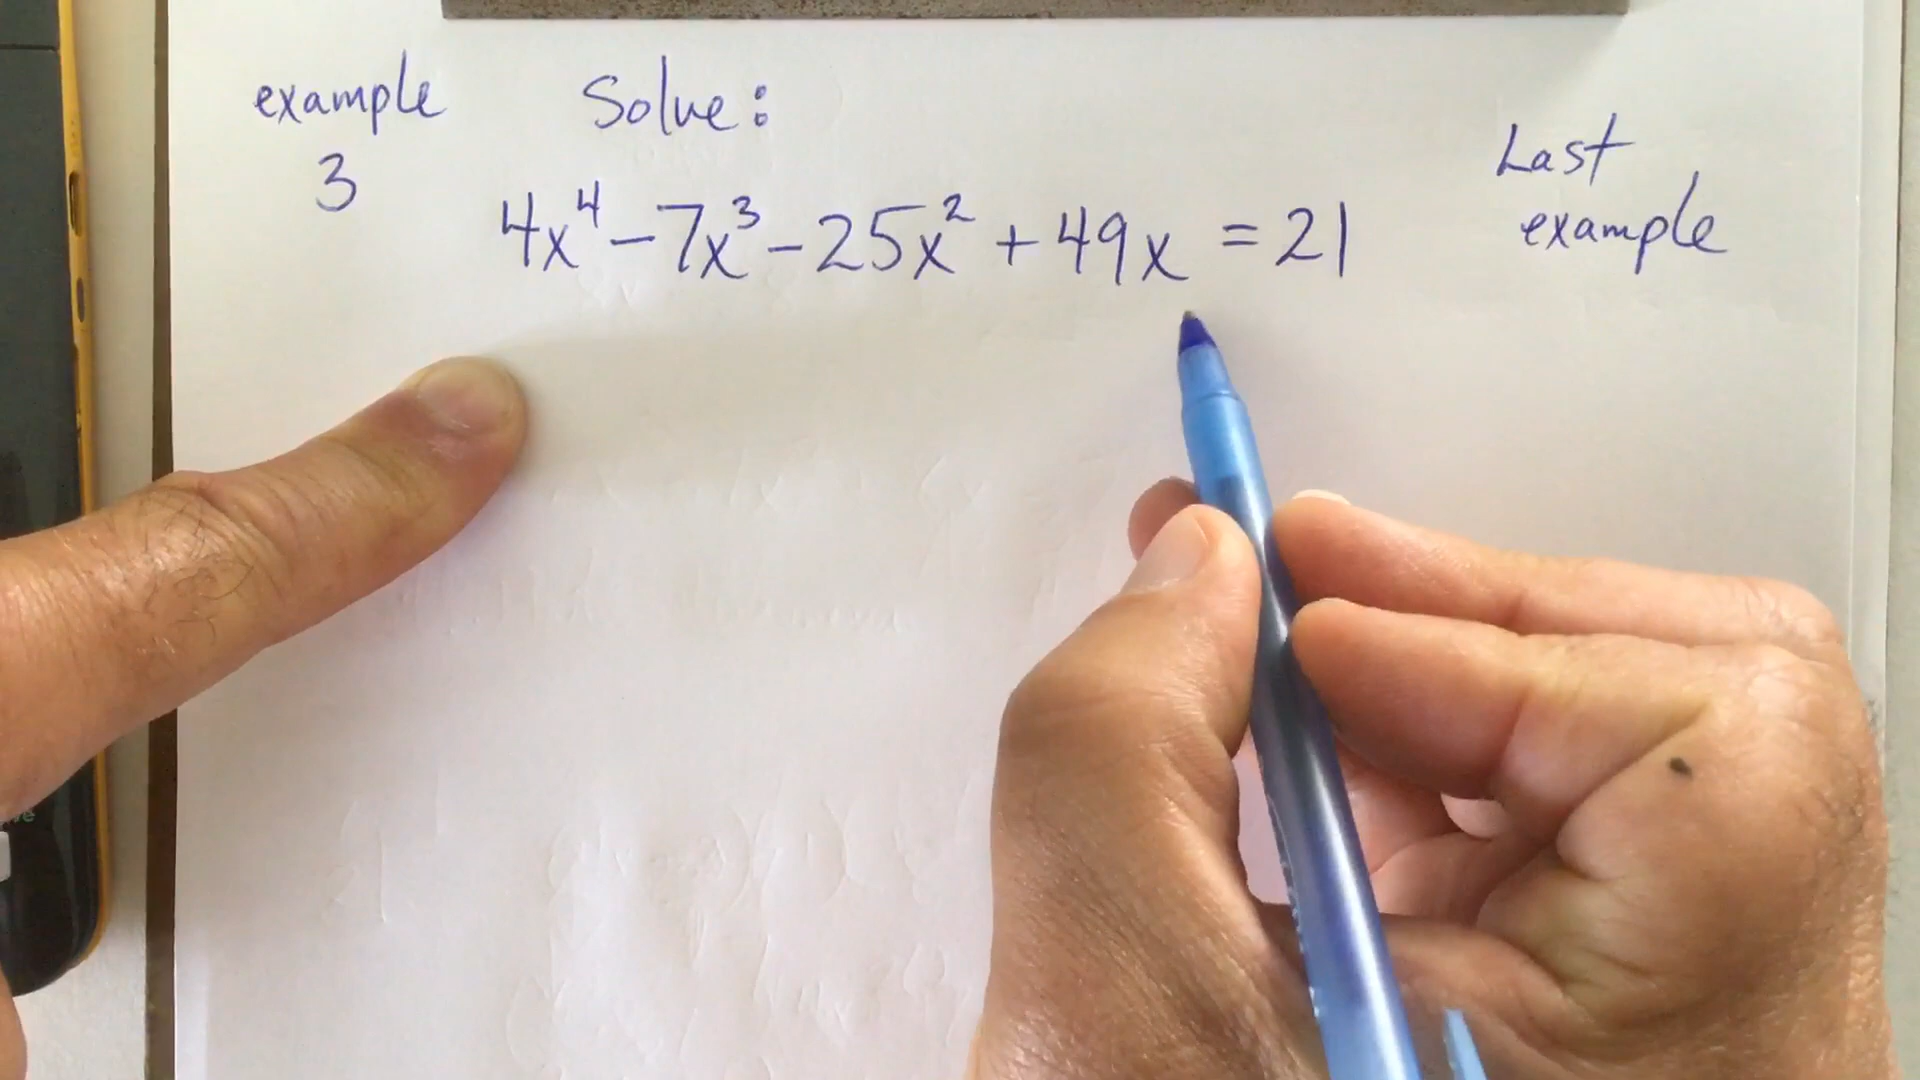 example Solve:
3
Last
4x⁴ - 7x³ - 25x² + 49x = 21
example